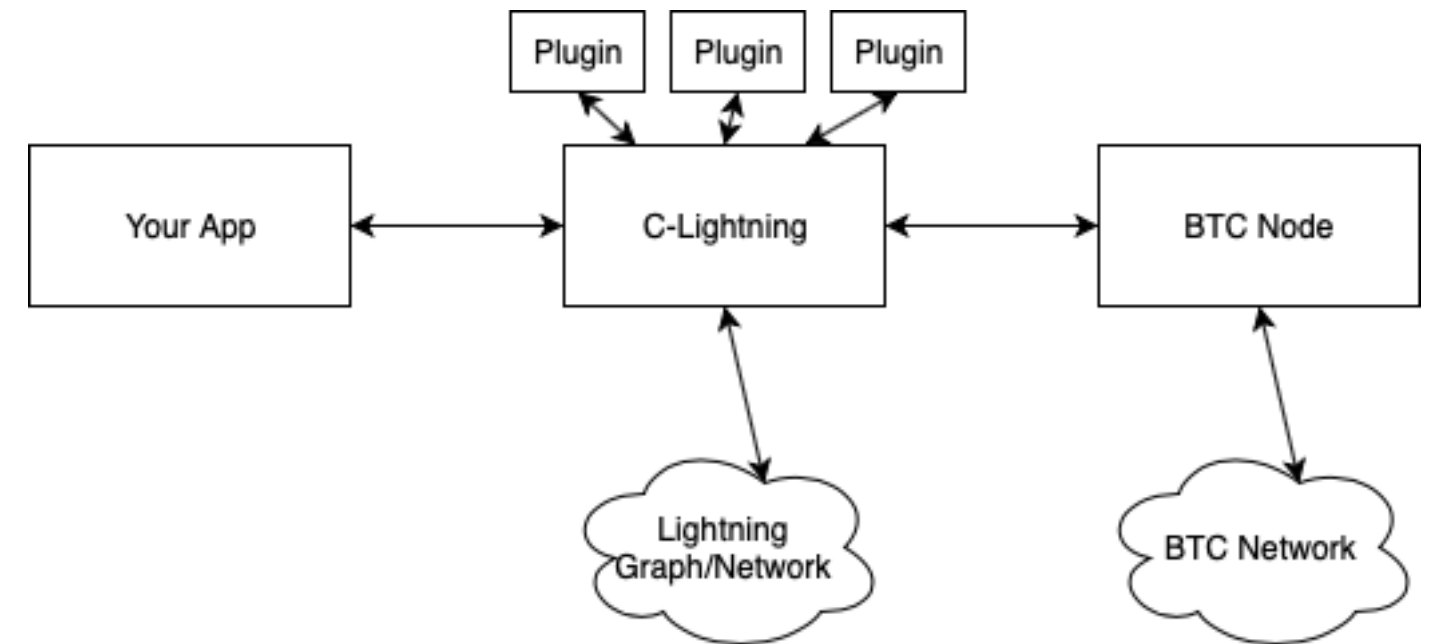 Plugin
Plugin
Plugin
Your App
C-Lightning
BTC Node
Lightning
Graph/Network
BTC Network